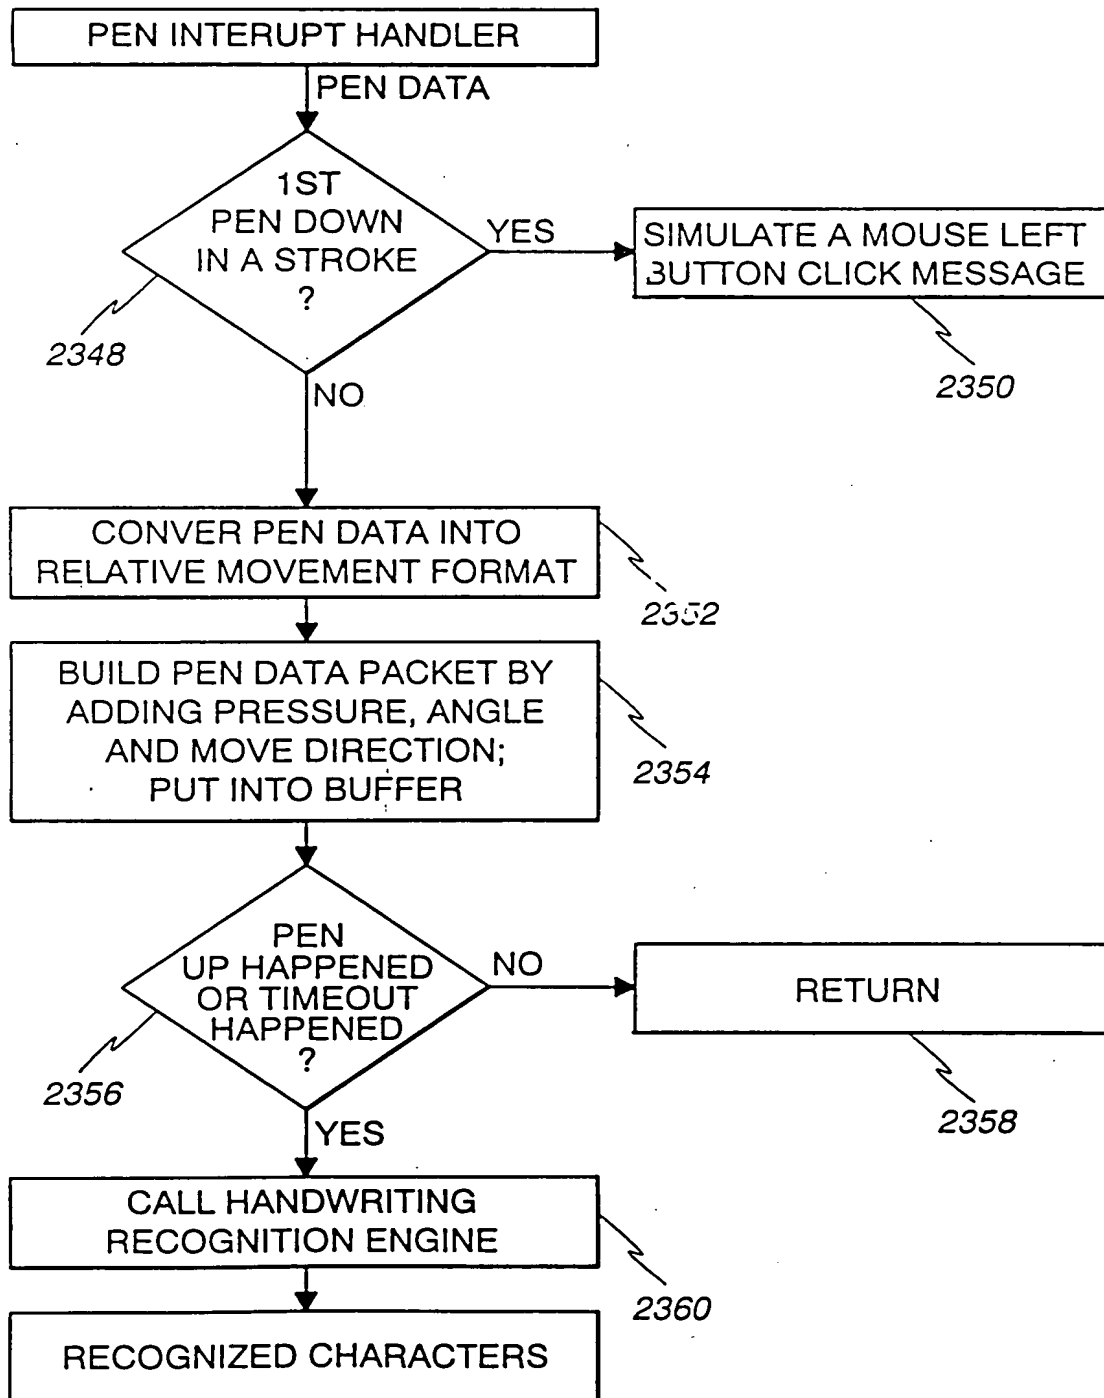 PEN INTERUPT HANDLER
PEN DATA
1ST
PEN DOWN
IN A STROKE
?
YES
SIMULATE A MOUSE LEFT
BUTTON CLICK MESSAGE
2348
2350
NO
CONVER PEN DATA INTO
RELATIVE MOVEMENT FORMAT
2352
BUILD PEN DATA PACKET BY
ADDING PRESSURE, ANGLE
AND MOVE DIRECTION;
PUT INTO BUFFER
2354
PEN
UP HAPPENED
OR TIMEOUT
HAPPENED
?
NO
RETURN
2356
2358
YES
CALL HANDWRITING
RECOGNITION ENGINE
2360
RECOGNIZED CHARACTERS